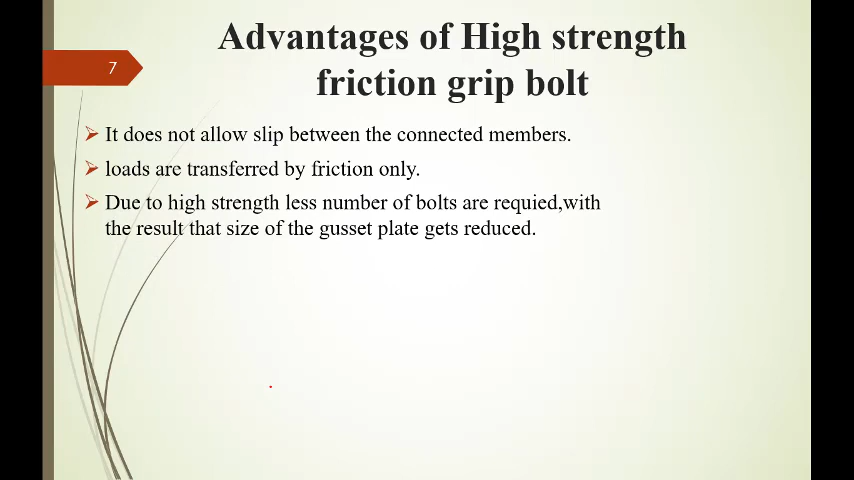 Advantages of High strength
friction grip bolt
7
It does not allow slip between the connected members.
loads are transferred by friction only.
Due to high strength less number of bolts are requied,with
the result that size of the gusset plate gets reduced.